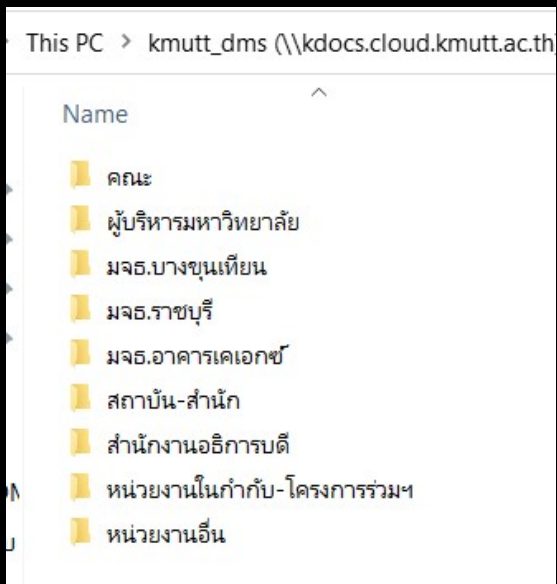 This PC > kmutt_dms (\\kdocs.cloud.kmutt.ac.th)
Name
คณะ
ผู้บริหารมหาวิทยาลัย
มจธ.บางขุนเทียน
มจธ.ราชบุรี
มจธ.อาคารเคเอกซ์
สถาบัน-สำนัก
สำนักงานอธิการบดี
หน่วยงานในกำกับ-โครงการร่วมฯ
หน่วยงานอื่น